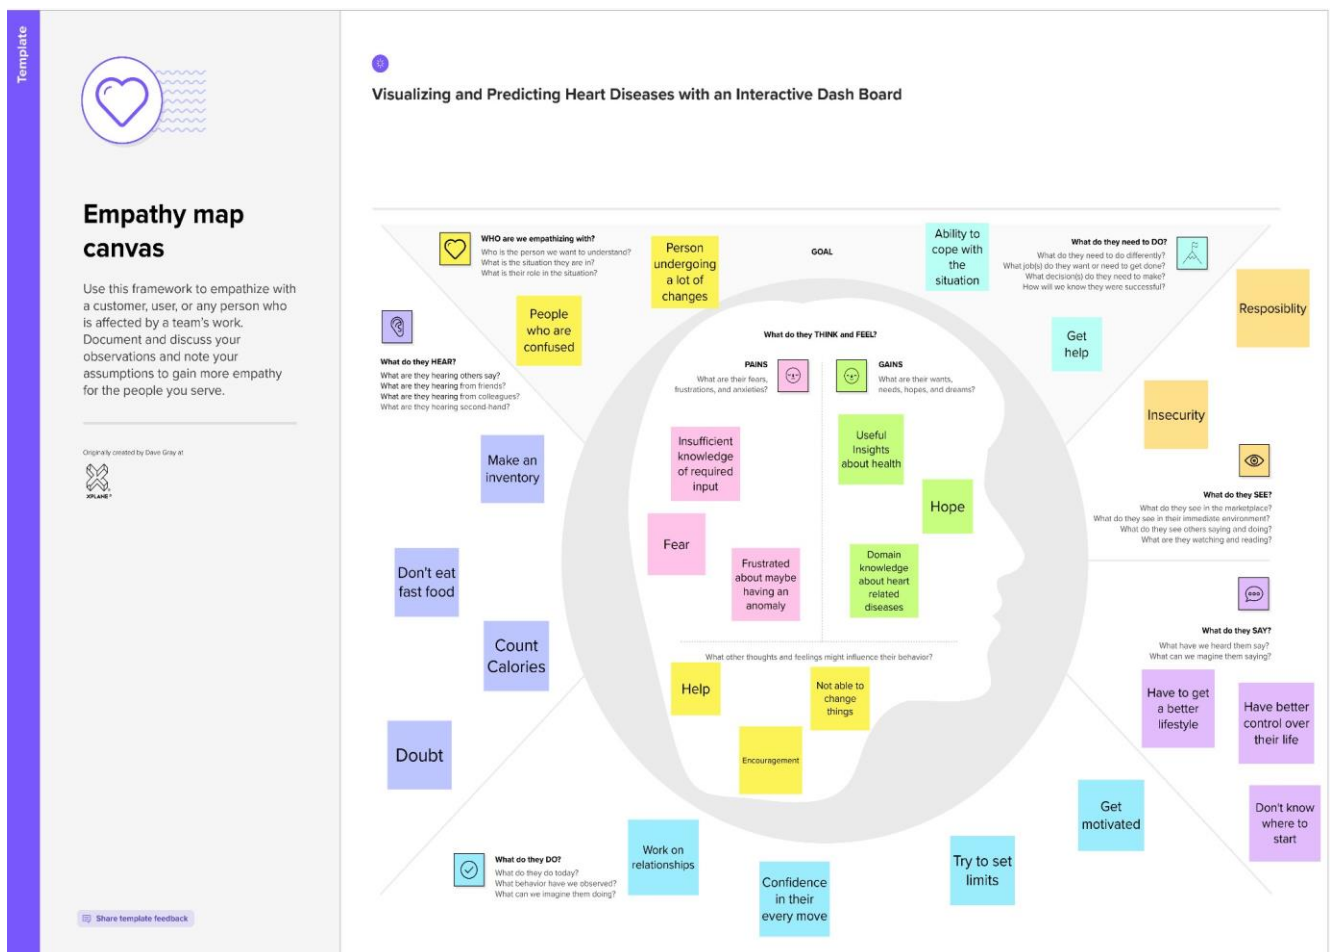 Template
Empathy map
canvas
Use this framework to empathize with
a customer, user, or any person who
is affected by a team's work.
Document and discuss your
observations and note your
assumptions to gain more empathy
for the people you serve.
Originally created by Dave Gray at
XPLANE
Share template feedback
Visualizing and Predicting Heart Diseases with an Interactive Dash Board
WHO are we empathizing with?
Who is the person we want to understand?
What is the situation they are in?
What is their role in the situation?
Person
undergoing
a lot of
changes
People
who are
confused
GOAL
Ability to
cope with
the
situation
What do they need to DO?
What do they need to do differently?
What job(s) do they want or need to get done?
What decision(s) do they need to make?
How will we know they were successful?
Get
help
Resposiblity
Insecurity
What do they SEE?
What do they see in the marketplace?
What do they see in their immediate environment?
What do they see others saying and doing?
What are they watching and reading?
What do they HEAR?
What are they hearing others say?
What are they hearing from friends?
What are they hearing from colleagues?
What are they hearing second-hand?
Make an
inventory
Don't eat
fast food
Count
Calories
Doubt
What do they THINK and FEEL?
PAINS
What are their fears,
frustrations, and anxieties?
GAINS
What are their wants,
needs, hopes, and dreams?
Insufficient
knowledge
of required
input
Fear
Frustrated
about maybe
having an
anomaly
Useful
Insights
about health
Hope
Domain
knowledge
about heart
related
diseases
What other thoughts and feelings might influence their behavior?
Help
Not able to
change
things
Encouragement
What do they SAY?
What have we heard them say?
What can we magine them saying?
Have to get
a better
lifestyle
Have better
control over
their life
Don't know
where to
start
What do they DO?
What do they do today?
What behavior have we observed?
What can we imagine them doing?
Work on
relationships
Confidence
in their
every move
Try to set
limits
Get
motivated